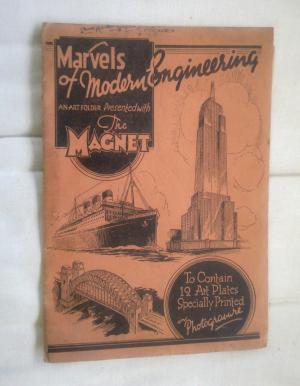 Marvels
of Modern Engineering
AN ART FOLDER Presented with
The
MAGNET
To Contain
12 Art Plates
Specially Printed
in Photogravure